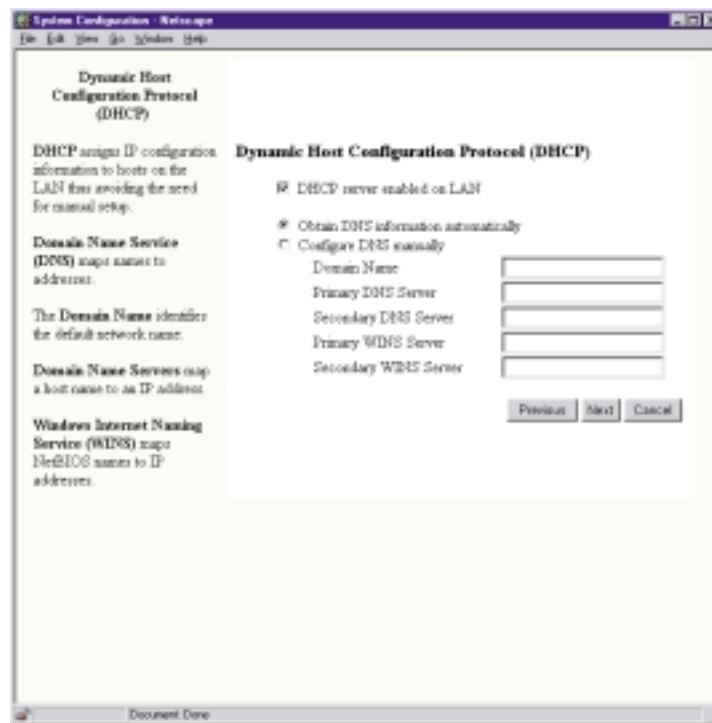 System Configuration - Netscape
File Edit View Go Window Help
Dynamic Host
Configuration Protocol
(DHCP)
DHCP assigns IP configuration
information to hosts on the
LAN thus avoiding the need
for manual setup.
Domain Name Service
(DNS) maps names to
addresses.
The Domain Name identifies
the default network name.
Domain Name Servers map
a host name to an IP address.
Windows Internet Naming
Service (WINS) maps
NetBIOS names to IP
addresses.
Dynamic Host Configuration Protocol (DHCP)
DHCP server enabled on LAN
Obtain DNS information automatically
Configure DNS manually
Domain Name
Primary DNS Server
Secondary DNS Server
Primary WINS Server
Secondary WINS Server
Previous Next Cancel
Document: Done